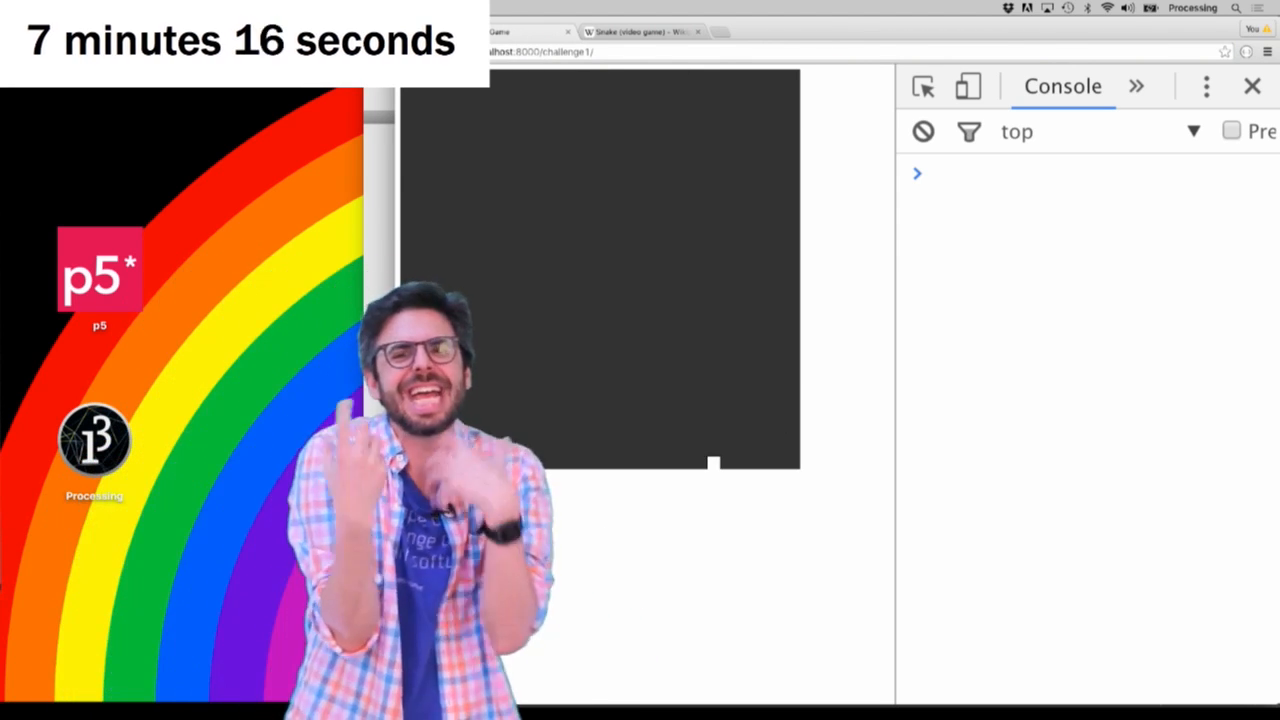 7 minutes 16 seconds
Processing
Game
Snake (video game) - Wiki
You
lhost:8000/challenge1/
Console
top
Pre
p5*
p5
Processing